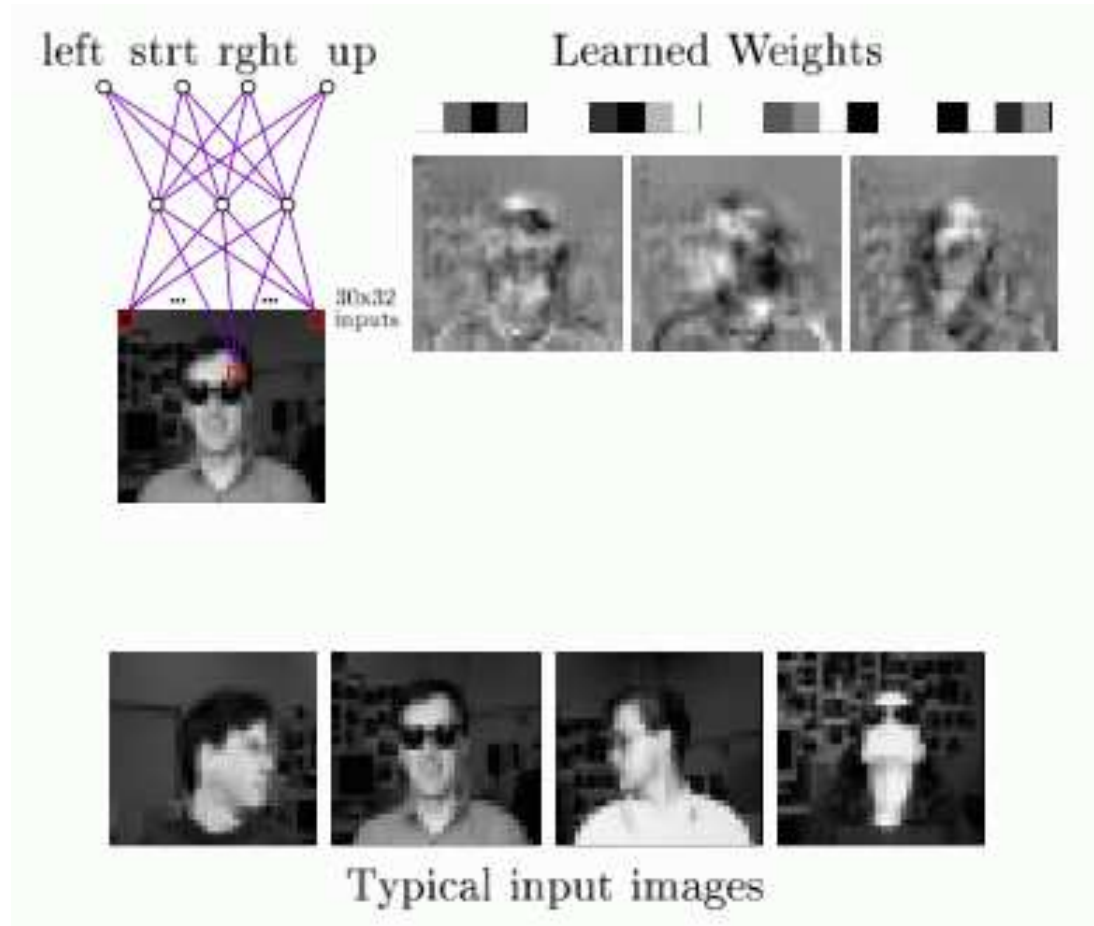 left strt rght up
Learned Weights
... ...
30x32
inputs
Typical input images